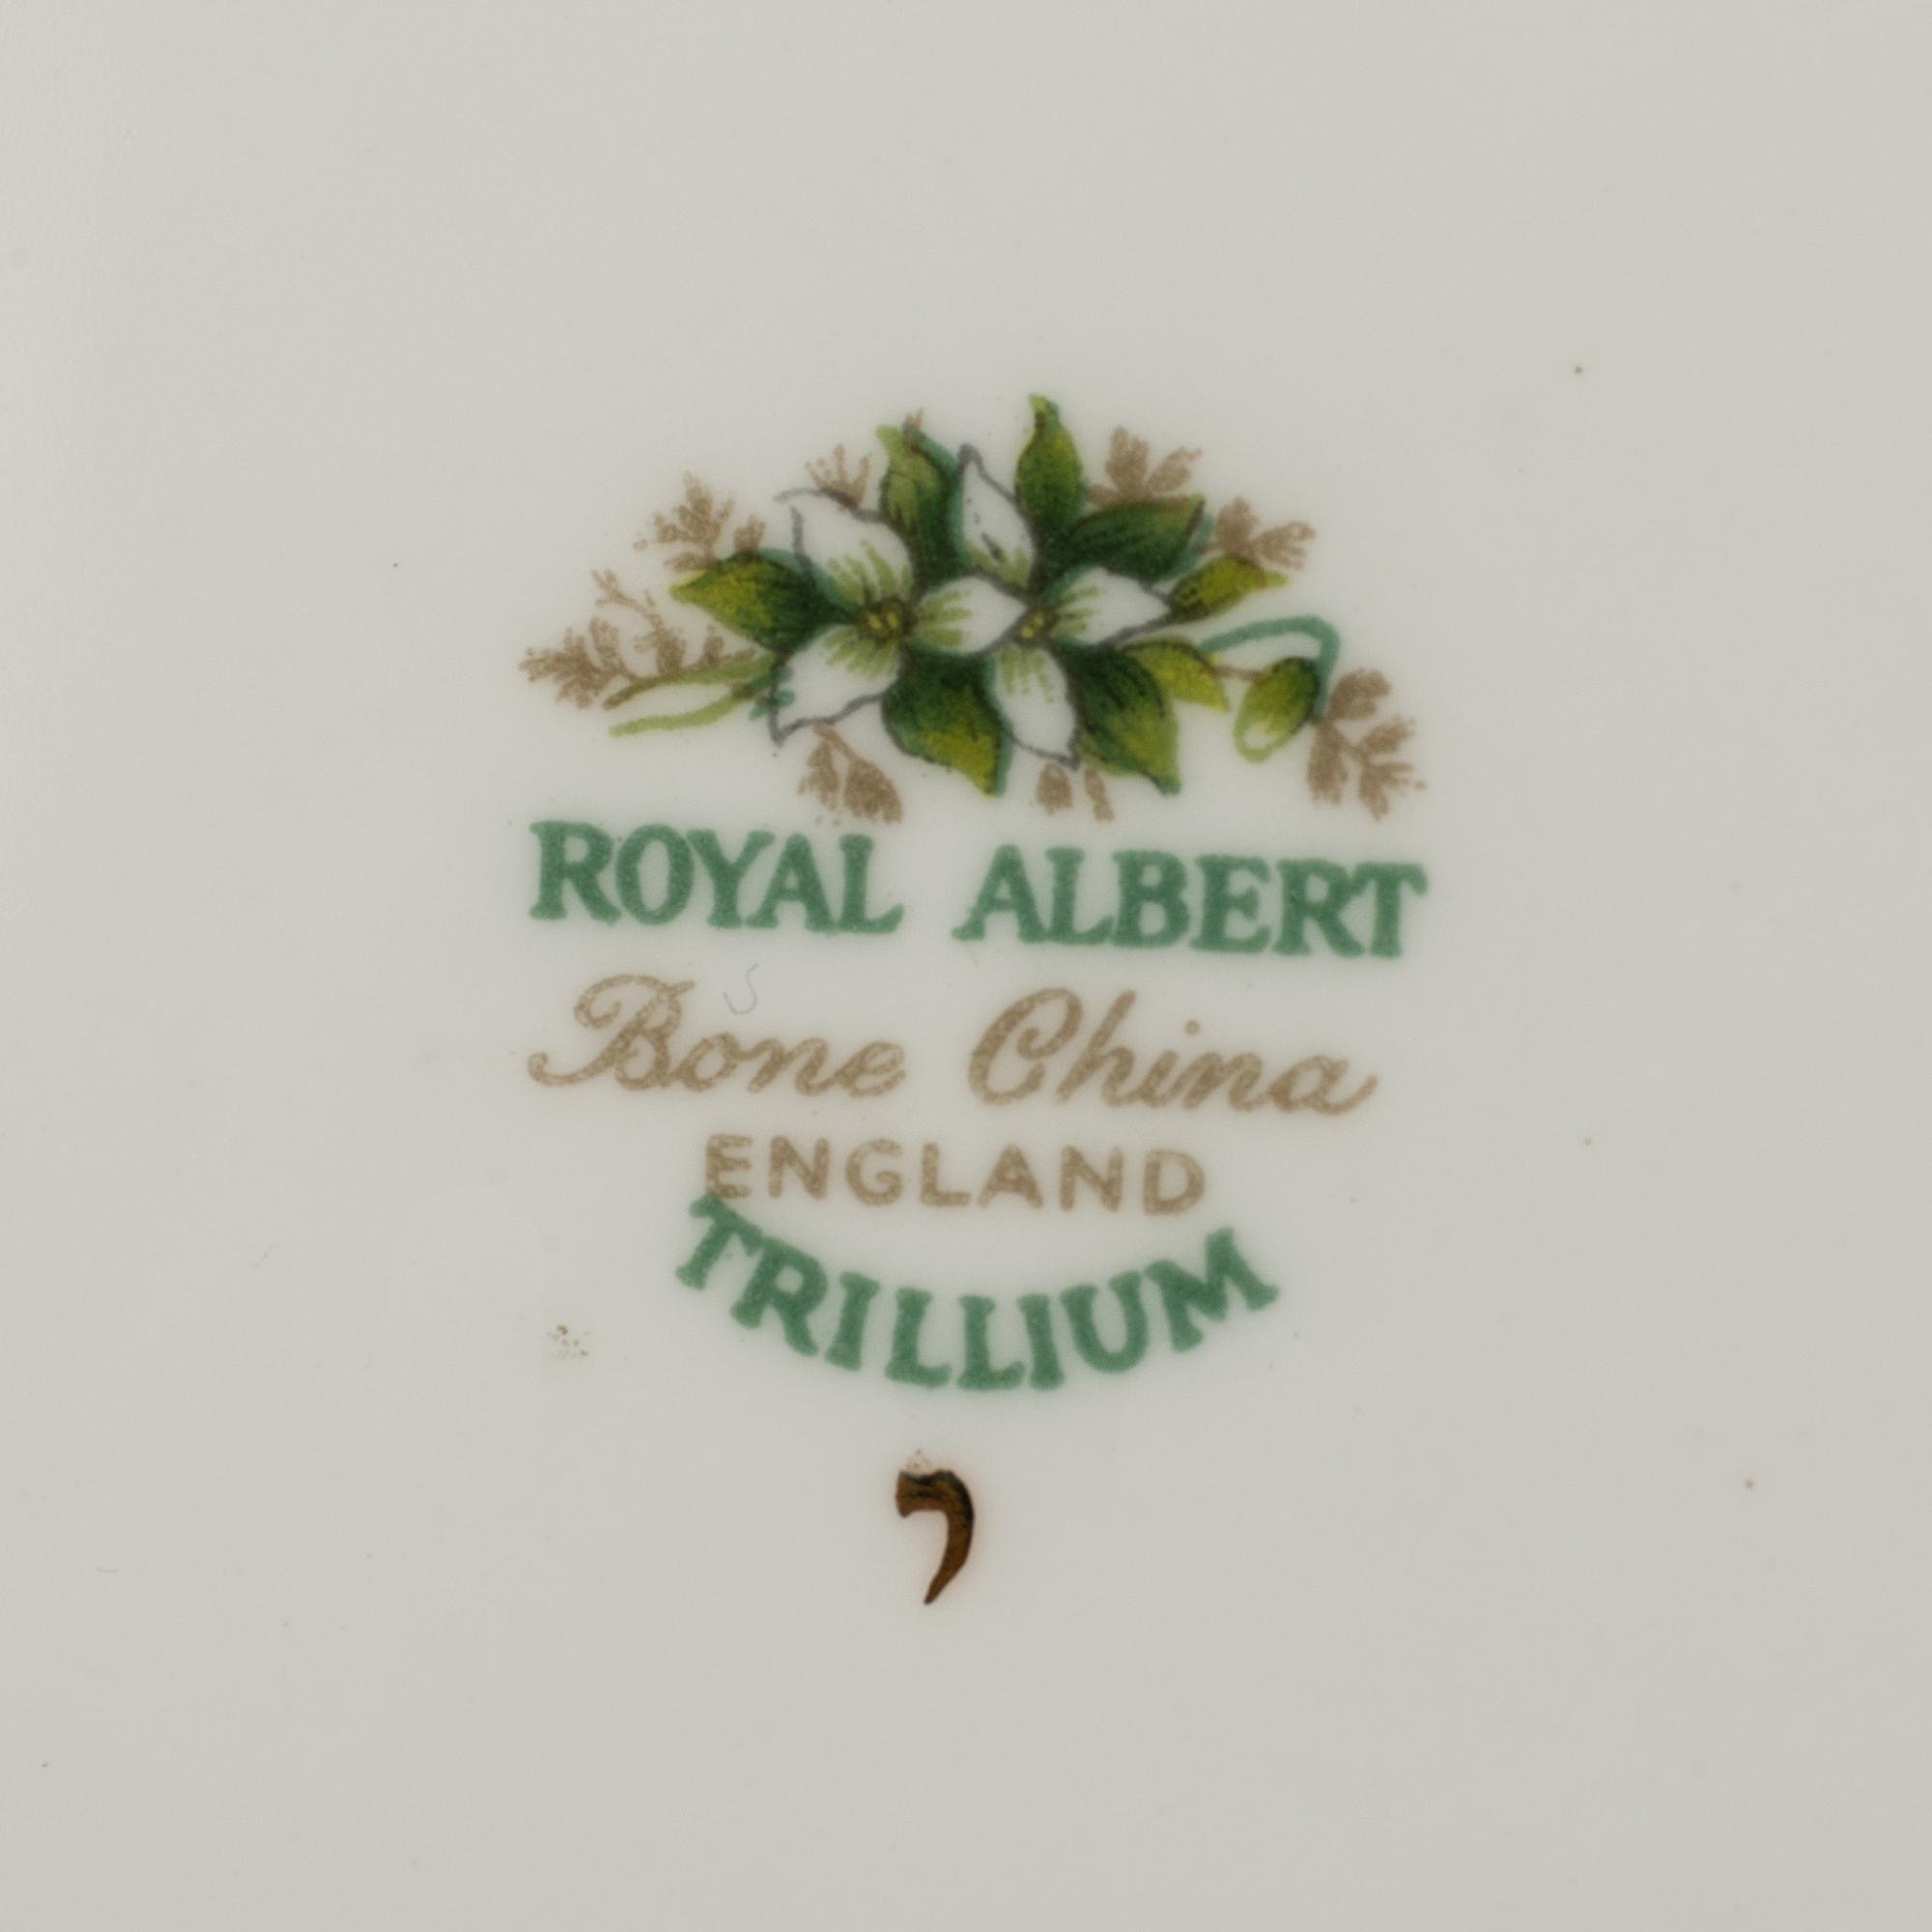 ROYAL ALBERT
Bone China
ENGLAND
TRILLIUM